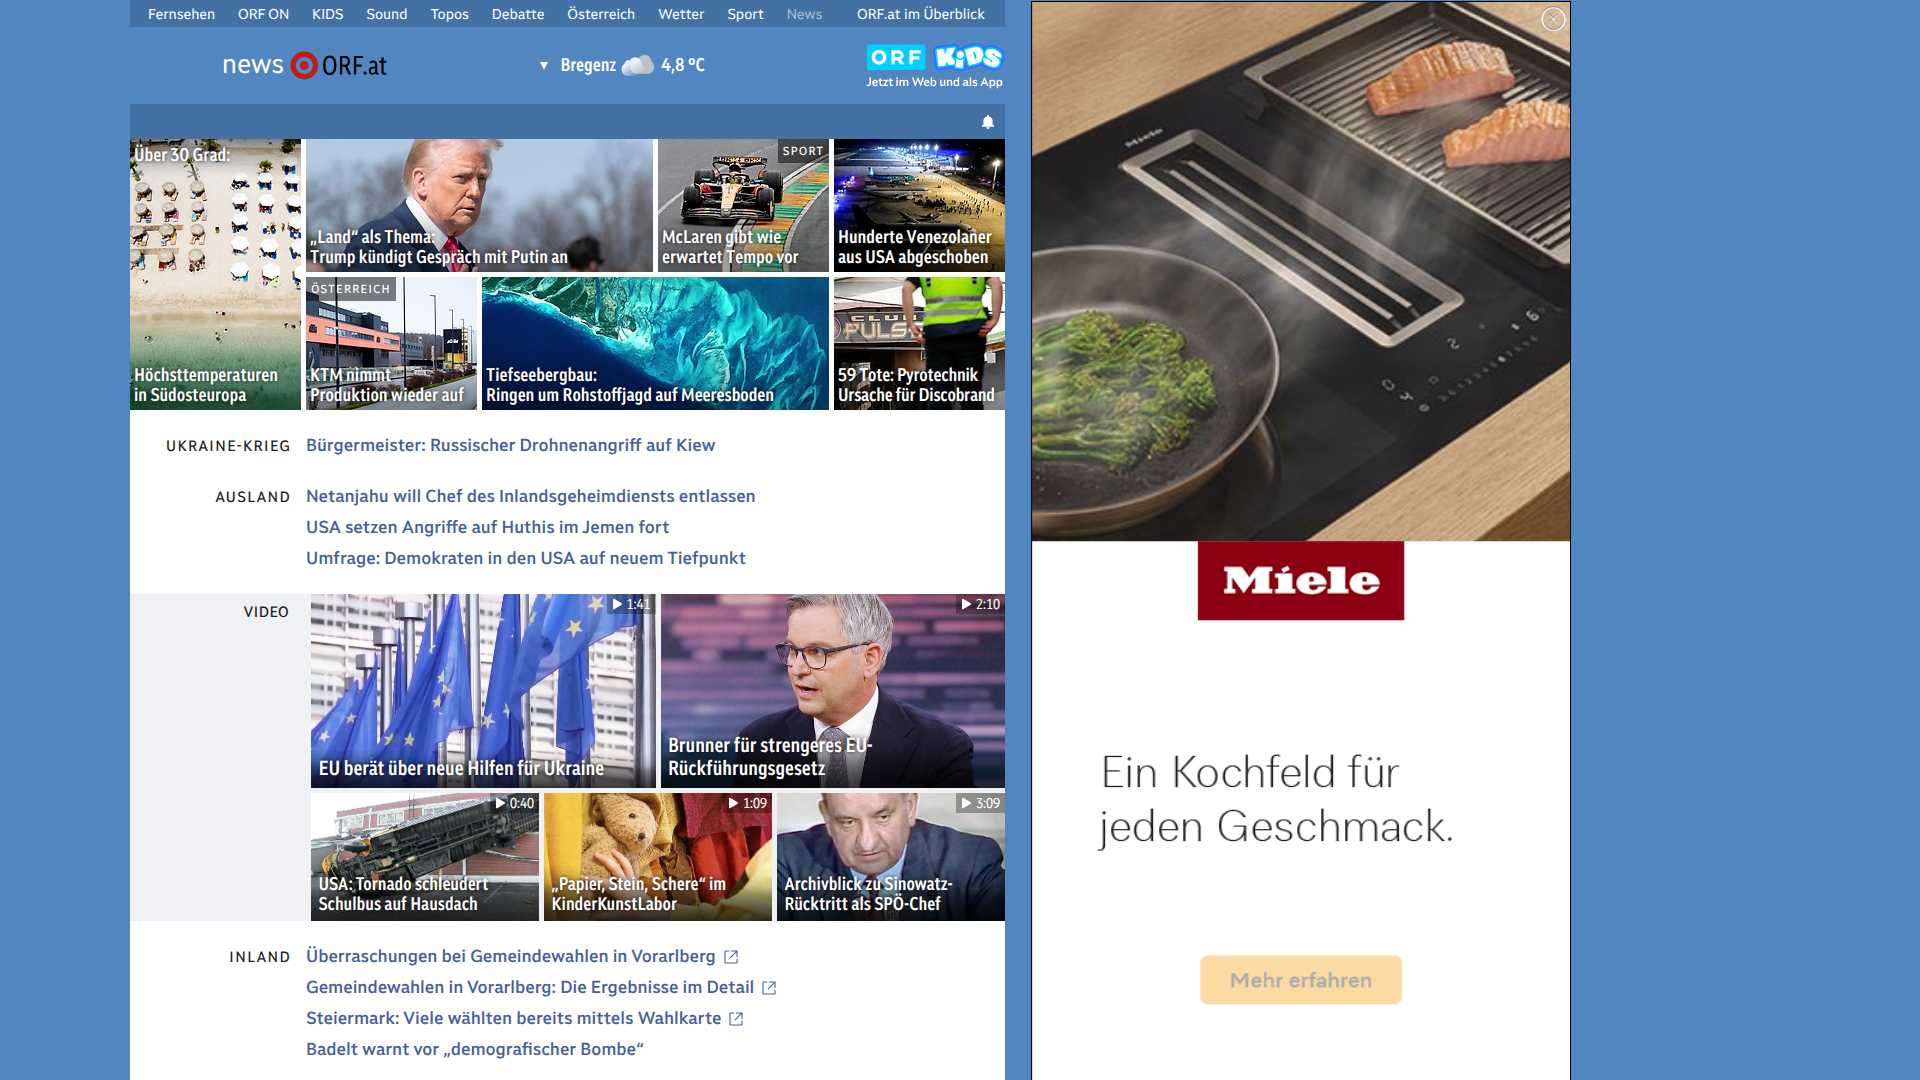 Fernsehen ORF ON KIDS Sound Topos Debatte Österreich Wetter Sport News ORF.at im Überblick
news ORF.at
Bregenz 4,8 °C
ORF KiDS
Jetzt im Web und als App
Über 30 Grad:
Höchsttemperaturen
in Südosteuropa
„Land“ als Thema:
Trump kündigt Gespräch mit Putin an
SPORT
McLaren gibt wie
erwartet Tempo vor
Hunderte Venezolaner
aus USA abgeschoben
ÖSTERREICH
KTM nimmt
Produktion wieder auf
Tiefseebergbau:
Ringen um Rohstoffjagd auf Meeresboden
CLUB
PULS
59 Tote: Pyrotechnik
Ursache für Discobrand
UKRAINE-KRIEG
Bürgermeister: Russischer Drohnenangriff auf Kiew
AUSLAND
Netanjahu will Chef des Inlandsgeheimdiensts entlassen
USA setzen Angriffe auf Huthis im Jemen fort
Umfrage: Demokraten in den USA auf neuem Tiefpunkt
VIDEO
1:41
EU berät über neue Hilfen für Ukraine
2:10
Brunner für strengeres EU-
Rückführungsgesetz
0:40
USA: Tornado schleudert
Schulbus auf Hausdach
1:09
„Papier, Stein, Schere“ im
KinderKunstLabor
3:09
Archivblick zu Sinowatz-
Rücktritt als SPÖ-Chef
INLAND
Überraschungen bei Gemeindewahlen in Vorarlberg
Gemeindewahlen in Vorarlberg: Die Ergebnisse im Detail
Steiermark: Viele wählten bereits mittels Wahlkarte
Badelt warnt vor „demografischer Bombe“
Miele
Miele
Ein Kochfeld für
jeden Geschmack.
Mehr erfahren